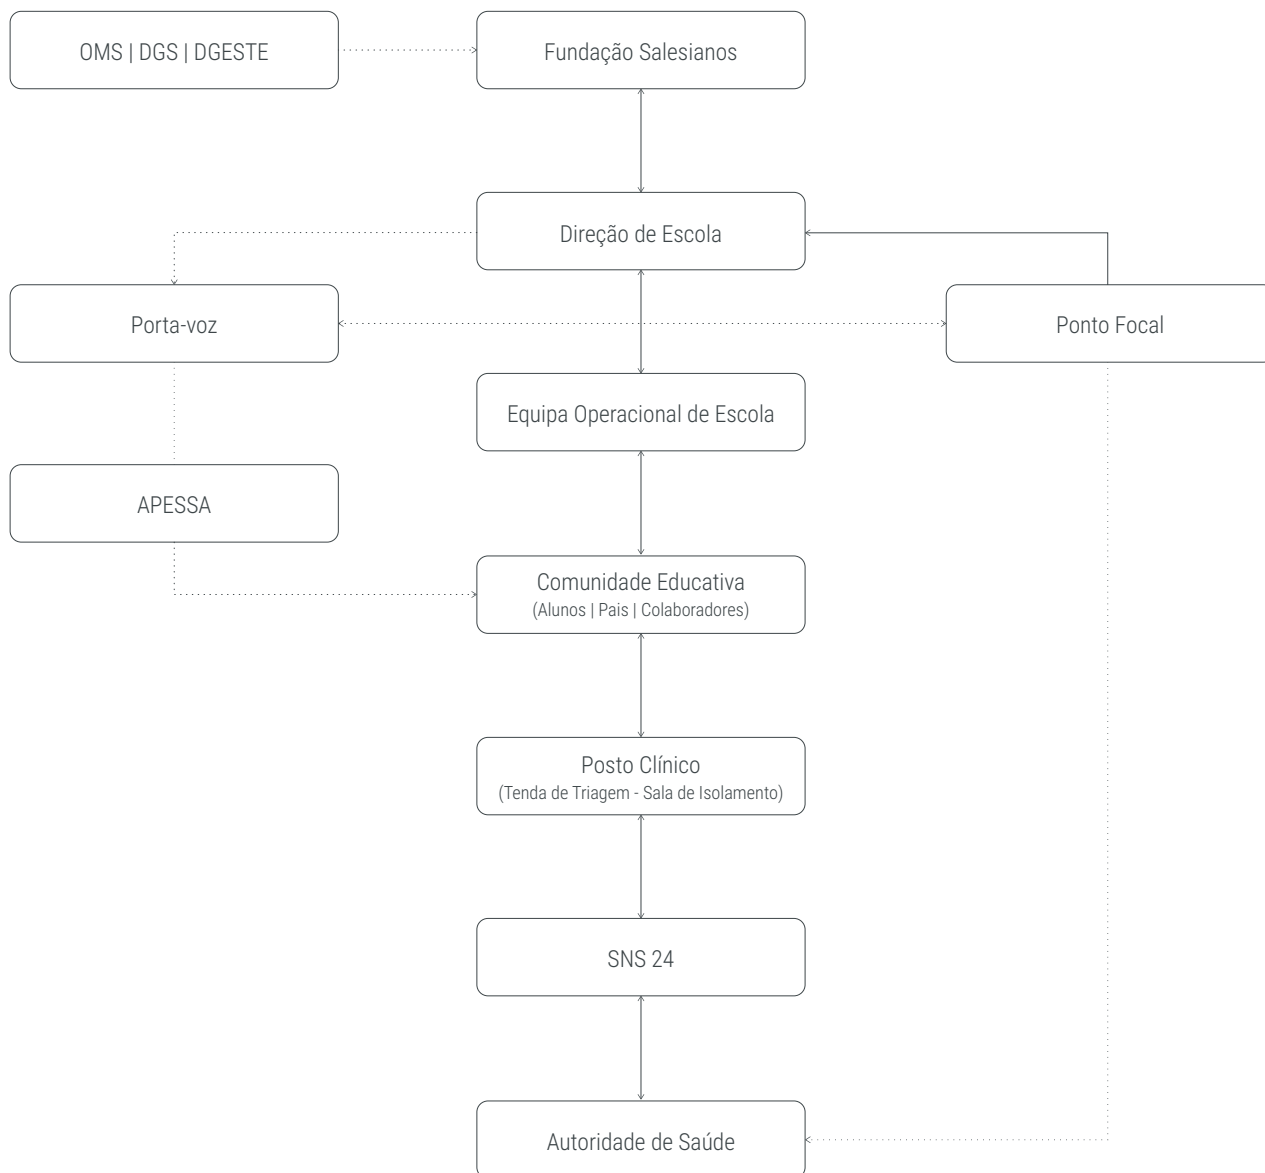 OMS | DGS | DGESTE
Fundação Salesianos
Direção de Escola
Porta-voz
Ponto Focal
Equipa Operacional de Escola
APESSA
Comunidade Educativa
(Alunos | Pais | Colaboradores)
Posto Clínico
(Tenda de Triagem - Sala de Isolamento)
SNS 24
Autoridade de Saúde